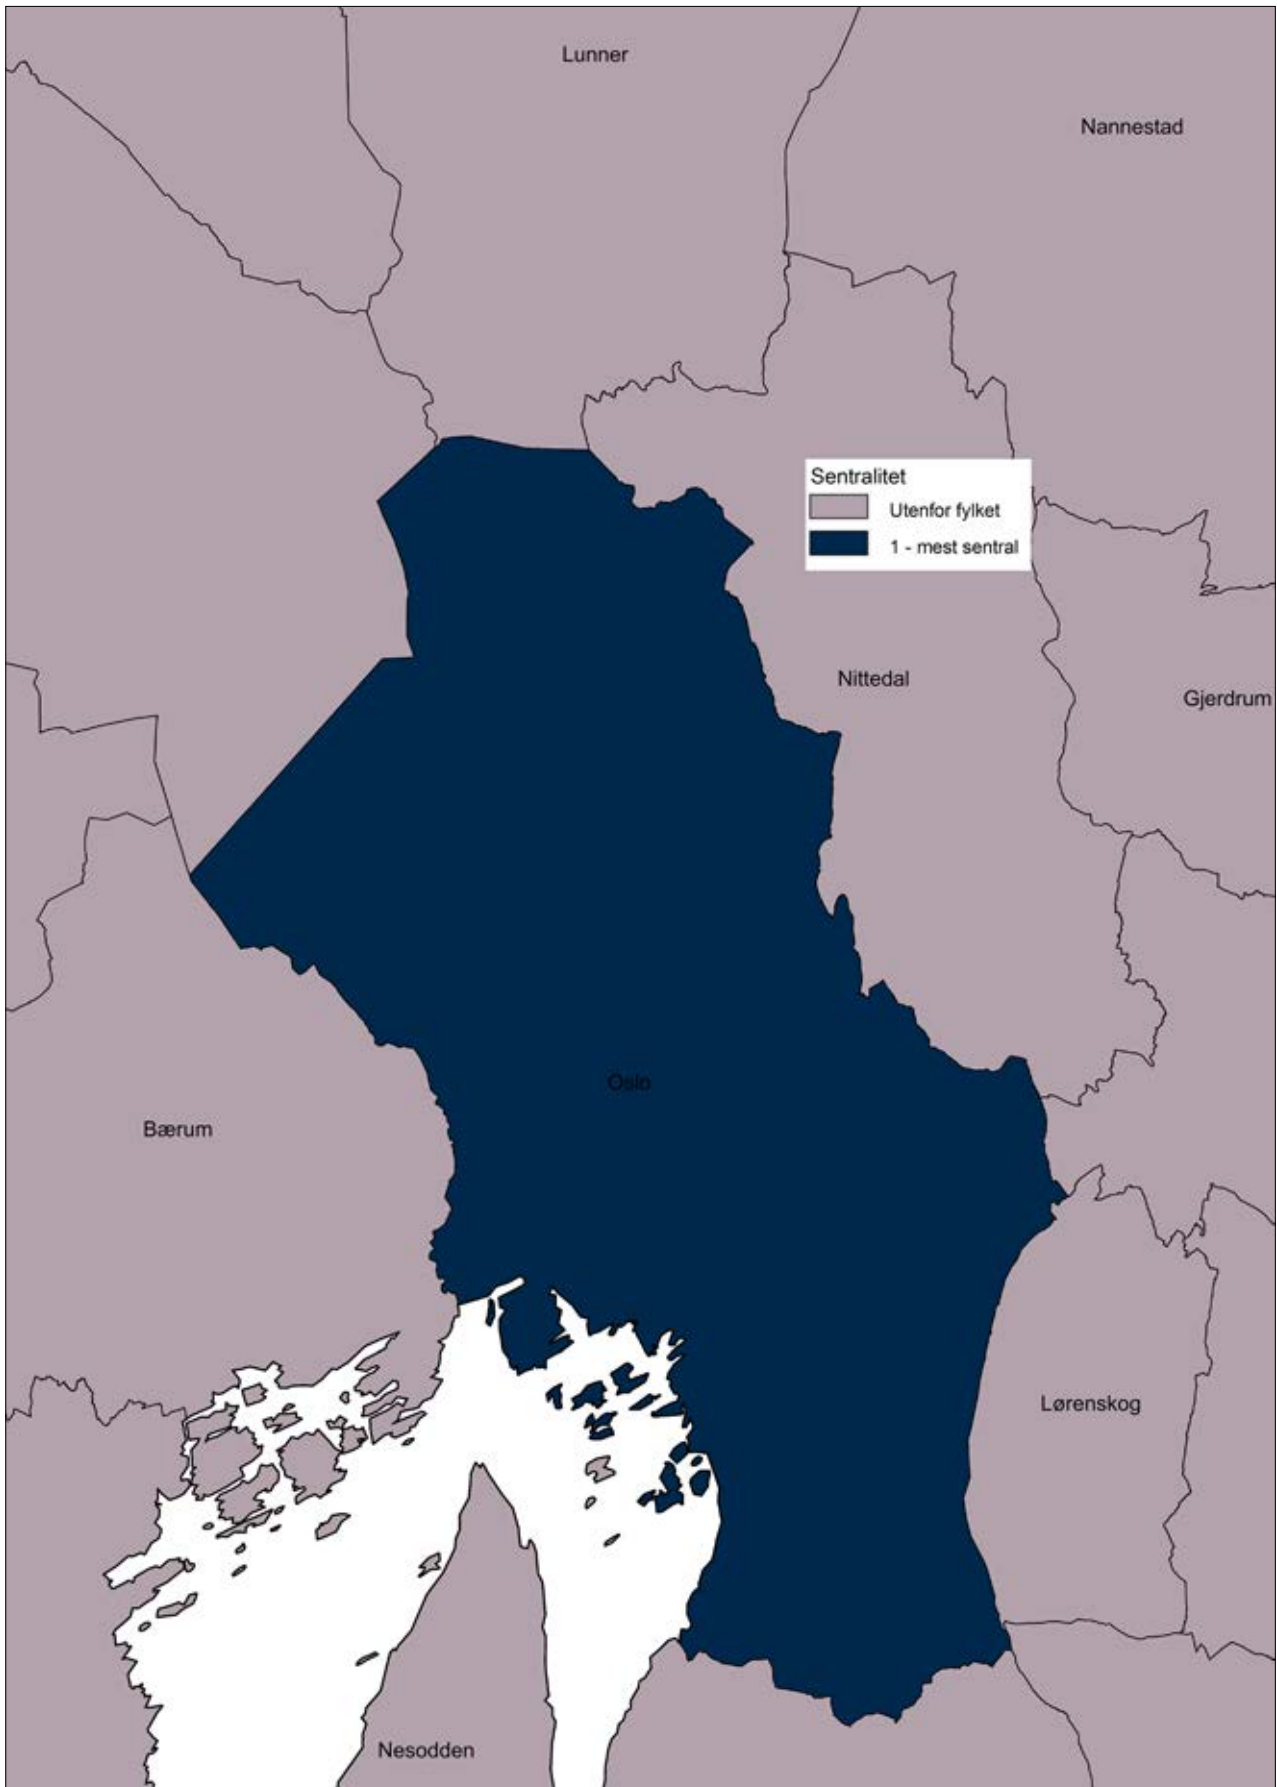 Lunner
Nannestad
Sentralitet
Utenfor fylket
1 - mest sentral
Nittedal
Gjerdrum
Oslo
Bærum
Lørenskog
Nesodden